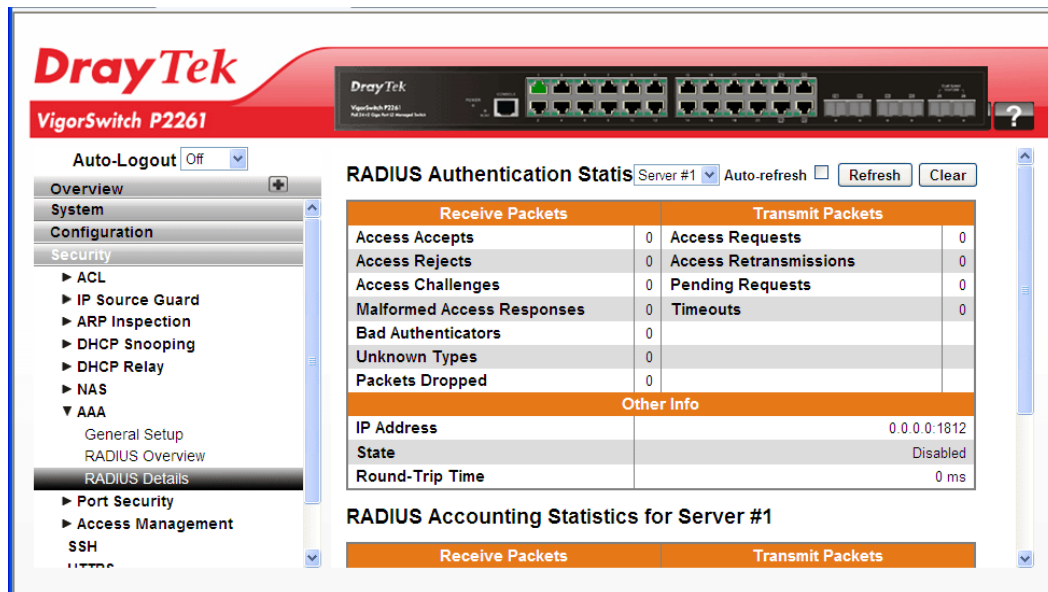 DrayTek
VigorSwitch P2261
DrayTek
VigorSwitch P2261
POWER
CONSOLE
?
Auto-Logout Off
Overview
System
Configuration
Security
ACL
IP Source Guard
ARP Inspection
DHCP Snooping
DHCP Relay
NAS
AAA
General Setup
RADIUS Overview
RADIUS Details
Port Security
Access Management
SSH
HTTPS
RADIUS Authentication Statis Server #1 Auto-refresh Refresh Clear
Receive Packets Transmit Packets
Access Accepts 0 Access Requests 0
Access Rejects 0 Access Retransmissions 0
Access Challenges 0 Pending Requests 0
Malformed Access Responses 0 Timeouts 0
Bad Authenticators 0
Unknown Types 0
Packets Dropped 0
Other Info
IP Address 0.0.0.0:1812
State Disabled
Round-Trip Time 0 ms
RADIUS Accounting Statistics for Server #1
Receive Packets Transmit Packets